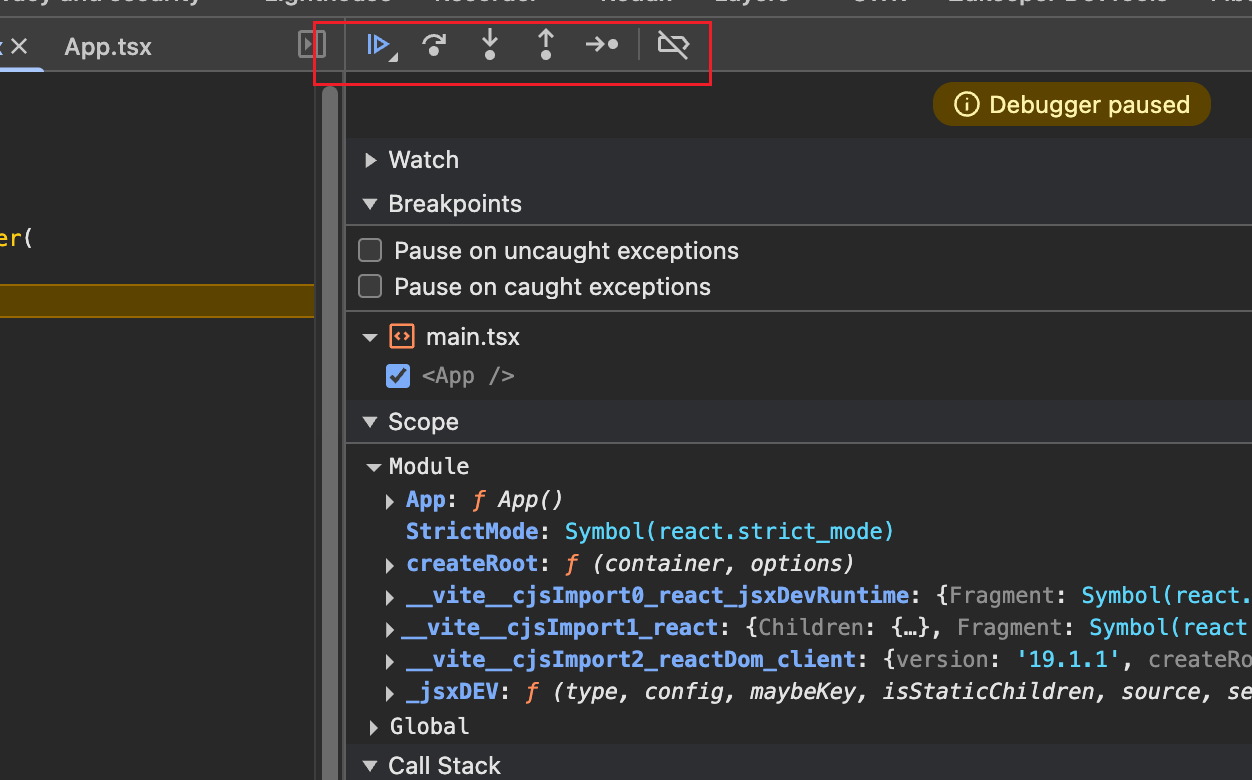 App.tsx
Debugger paused
Watch
Breakpoints
er(
Pause on uncaught exceptions
Pause on caught exceptions
main.tsx
<App />
Scope
Module
App: ƒ App()
StrictMode: Symbol(react.strict_mode)
createRoot: ƒ (container, options)
__vite__cjsImport0_react_jsxDevRuntime: {Fragment: Symbol(react.
__vite__cjsImport1_react: {Children: {…}, Fragment: Symbol(react
__vite__cjsImport2_reactDom_client: {version: '19.1.1', createRo
_jsxDEV: ƒ (type, config, maybeKey, isStaticChildren, source, se
Global
Call Stack